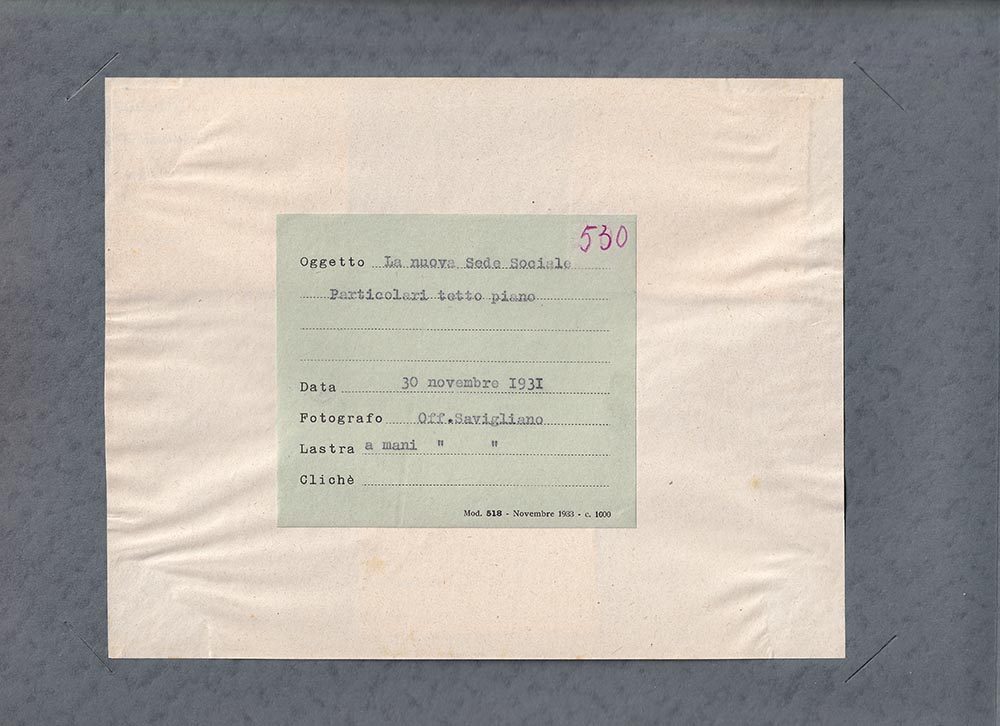 530
Oggetto La nuova Sede Sociale
Particolari tetto piano
Data 30 novembre 1931
Fotografo Off.Savigliano
Lastra a mani " "
Clichè
Mod. 518 - Novembre 1933 - c. 1000